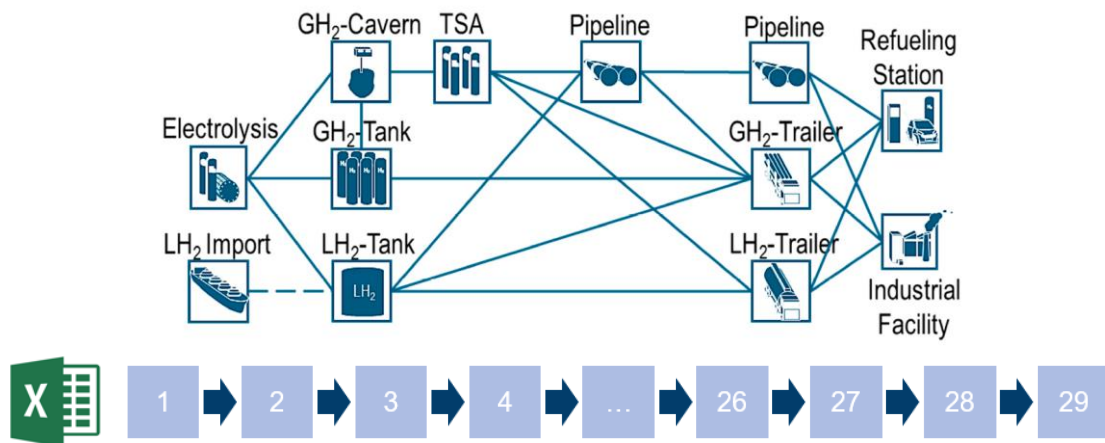 GH₂-Cavern TSA Pipeline Pipeline
Refueling
Station
Electrolysis GH₂-Tank GH₂-Trailer
LH₂ Import LH₂-Tank LH₂-Trailer
LH₂
Industrial
Facility
X 1 2 3 4 ... 26 27 28 29